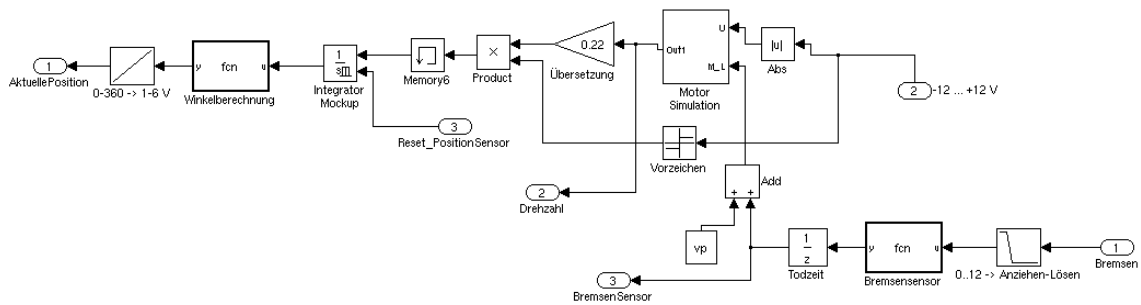 1
AktuellePosition
0-360 -> 1-6 V
y fcn u
Winkelberechnung
1
s
Integrator
Mockup
3
Reset_PositionSensor
Memory6
×
Product
0.22
Übersetzung
Out1
U
M_L
Motor
Simulation
|u|
Abs
2
-12 ... +12 V
Vorzeichen
2
Drehzahl
+ +
Add
vp
3
BremsenSensor
1
z
Todzeit
y fcn u
Bremsensensor
0..12 -> Anziehen-Lösen
1
Bremsen